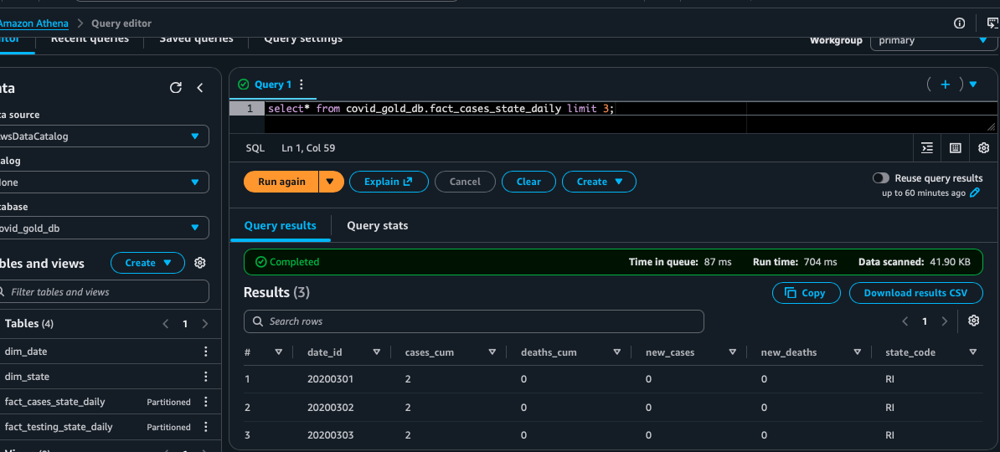 Amazon Athena > Query editor
Recent queries Saved queries Query settings
Workgroup primary
Query 1 ( + )
1 select* from covid_gold_db.fact_cases_state_daily limit 3;
SQL Ln 1, Col 59
Run again Explain Cancel Clear Create
Reuse query results
up to 60 minutes ago
Query results Query stats
Completed Time in queue: 87 ms Run time: 704 ms Data scanned: 41.90 KB
Results (3) Copy Download results CSV
Search rows < 1 >
# date_id cases_cum deaths_cum new_cases new_deaths state_code
1 20200301 2 0 0 0 RI
2 20200302 2 0 0 0 RI
3 20200303 2 0 0 0 RI
ta
ta source
wsDataCatalog
alog
one
tabase
ovid_gold_db
bles and views Create
Filter tables and views
Tables (4) < 1 >
dim_date
dim_state
fact_cases_state_daily Partitioned
fact_testing_state_daily Partitioned